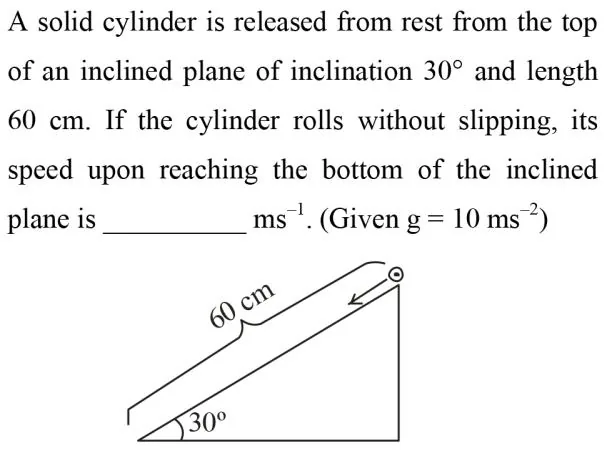 A solid cylinder is released from rest from the top
of an inclined plane of inclination 30° and length
60 cm. If the cylinder rolls without slipping, its
speed upon reaching the bottom of the inclined
plane is __________ ms⁻¹. (Given g = 10 ms⁻²)
60 cm
30°